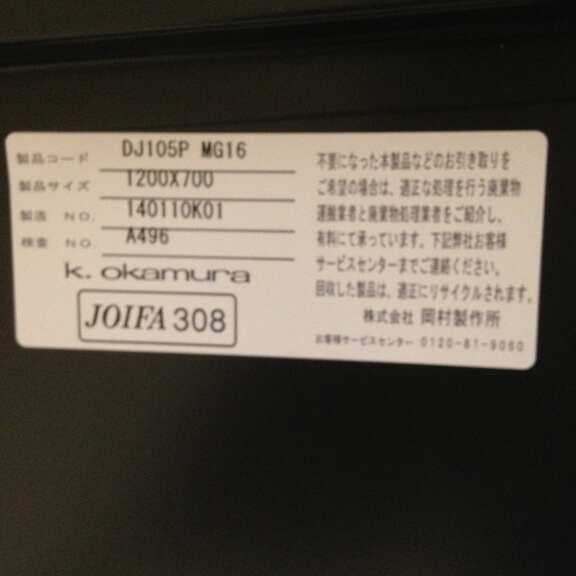 製品コード DJ105P MG16
製品サイズ 1200X700
製造 NO. 140110K01
検査 NO. A496
k. okamura
JOIFA 308
不要になった本製品などのお引き取りを
ご希望の場合は、適正な処理を行う廃棄物
運搬業者と廃棄物処理業者をご紹介し、
有料にて承っています。下記弊社お客様
サービスセンターまでご連絡ください。
回収した製品は、適正にリサイクルされます。
株式会社 岡村製作所
お客様サービスセンター 0120-81-9060